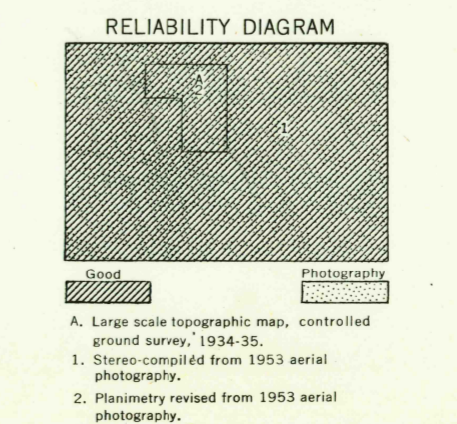 RELIABILITY DIAGRAM
A
2
1
Good
Photography
A. Large scale topographic map, controlled
ground survey, 1934-35.
1. Stereo-compiled from 1953 aerial
photography.
2. Planimetry revised from 1953 aerial
photography.